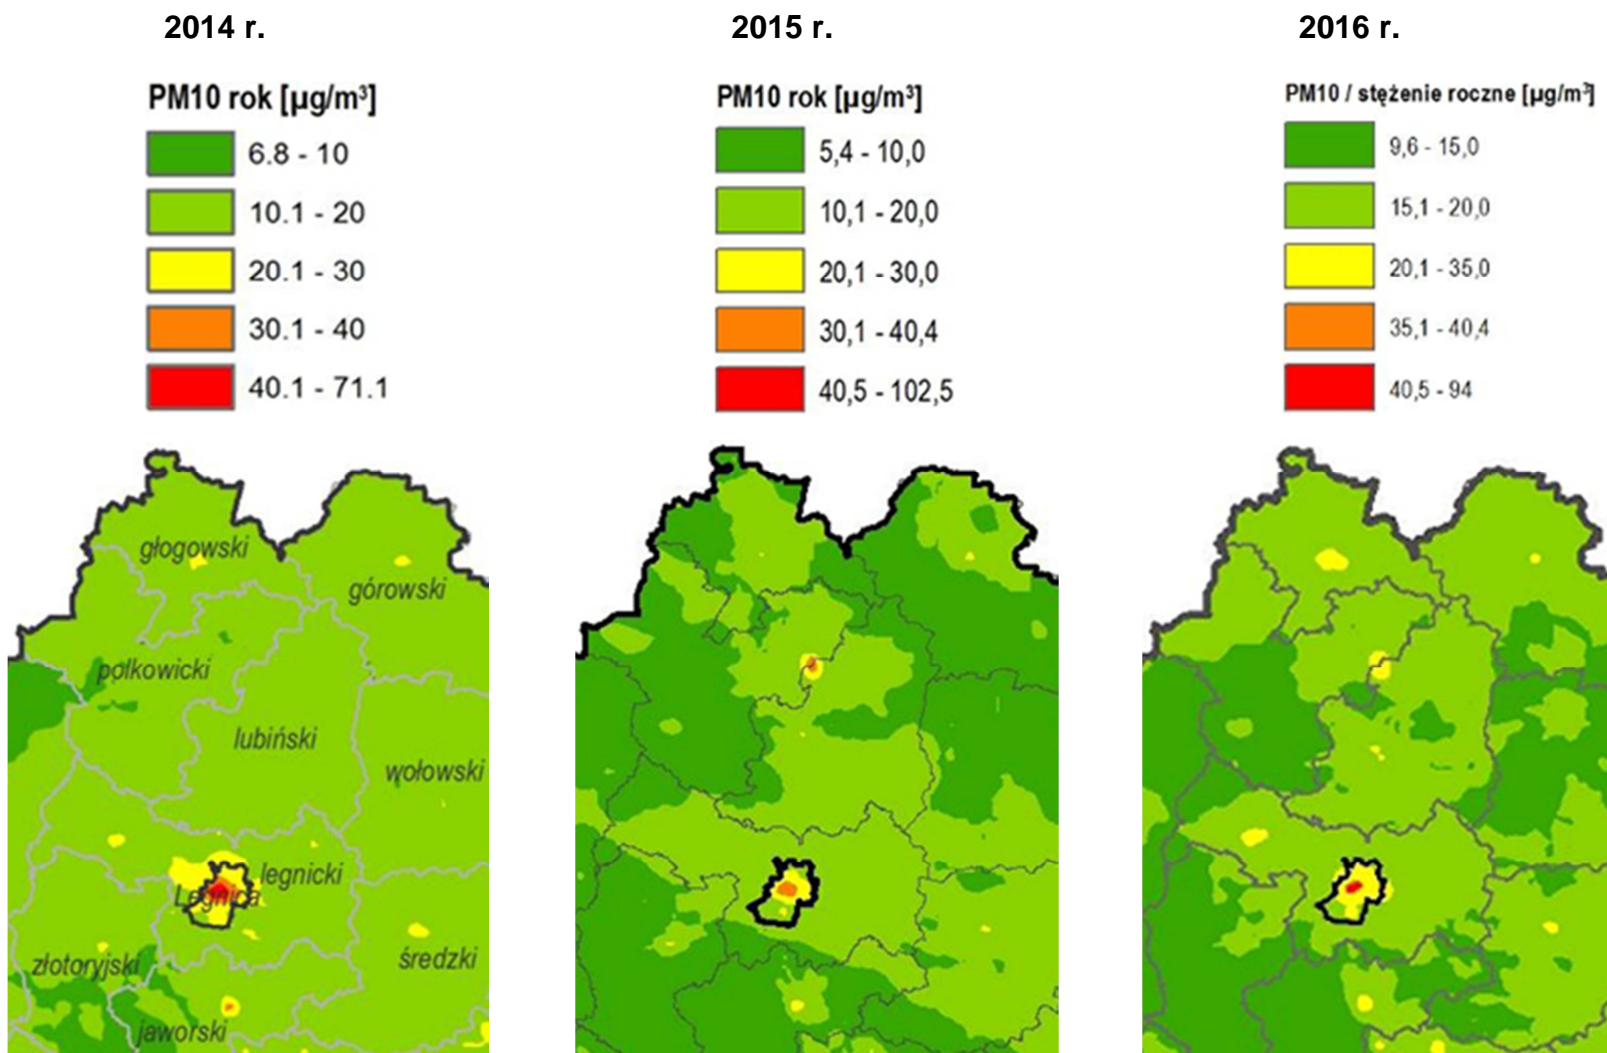 2014 r.
2015 r.
2016 r.
PM10 rok [µg/m³]
6.8 - 10
10.1 - 20
20.1 - 30
30.1 - 40
40.1 - 71.1
PM10 rok [µg/m³]
5,4 - 10,0
10,1 - 20,0
20,1 - 30,0
30,1 - 40,4
40,5 - 102,5
PM10 / stężenie roczne [µg/m³]
9,6 - 15,0
15,1 - 20,0
20,1 - 35,0
35,1 - 40,4
40,5 - 94
głogowski
górowski
polkowicki
lubiński
wołowski
legnicki
Legnica
złotoryjski
średzki
jaworski